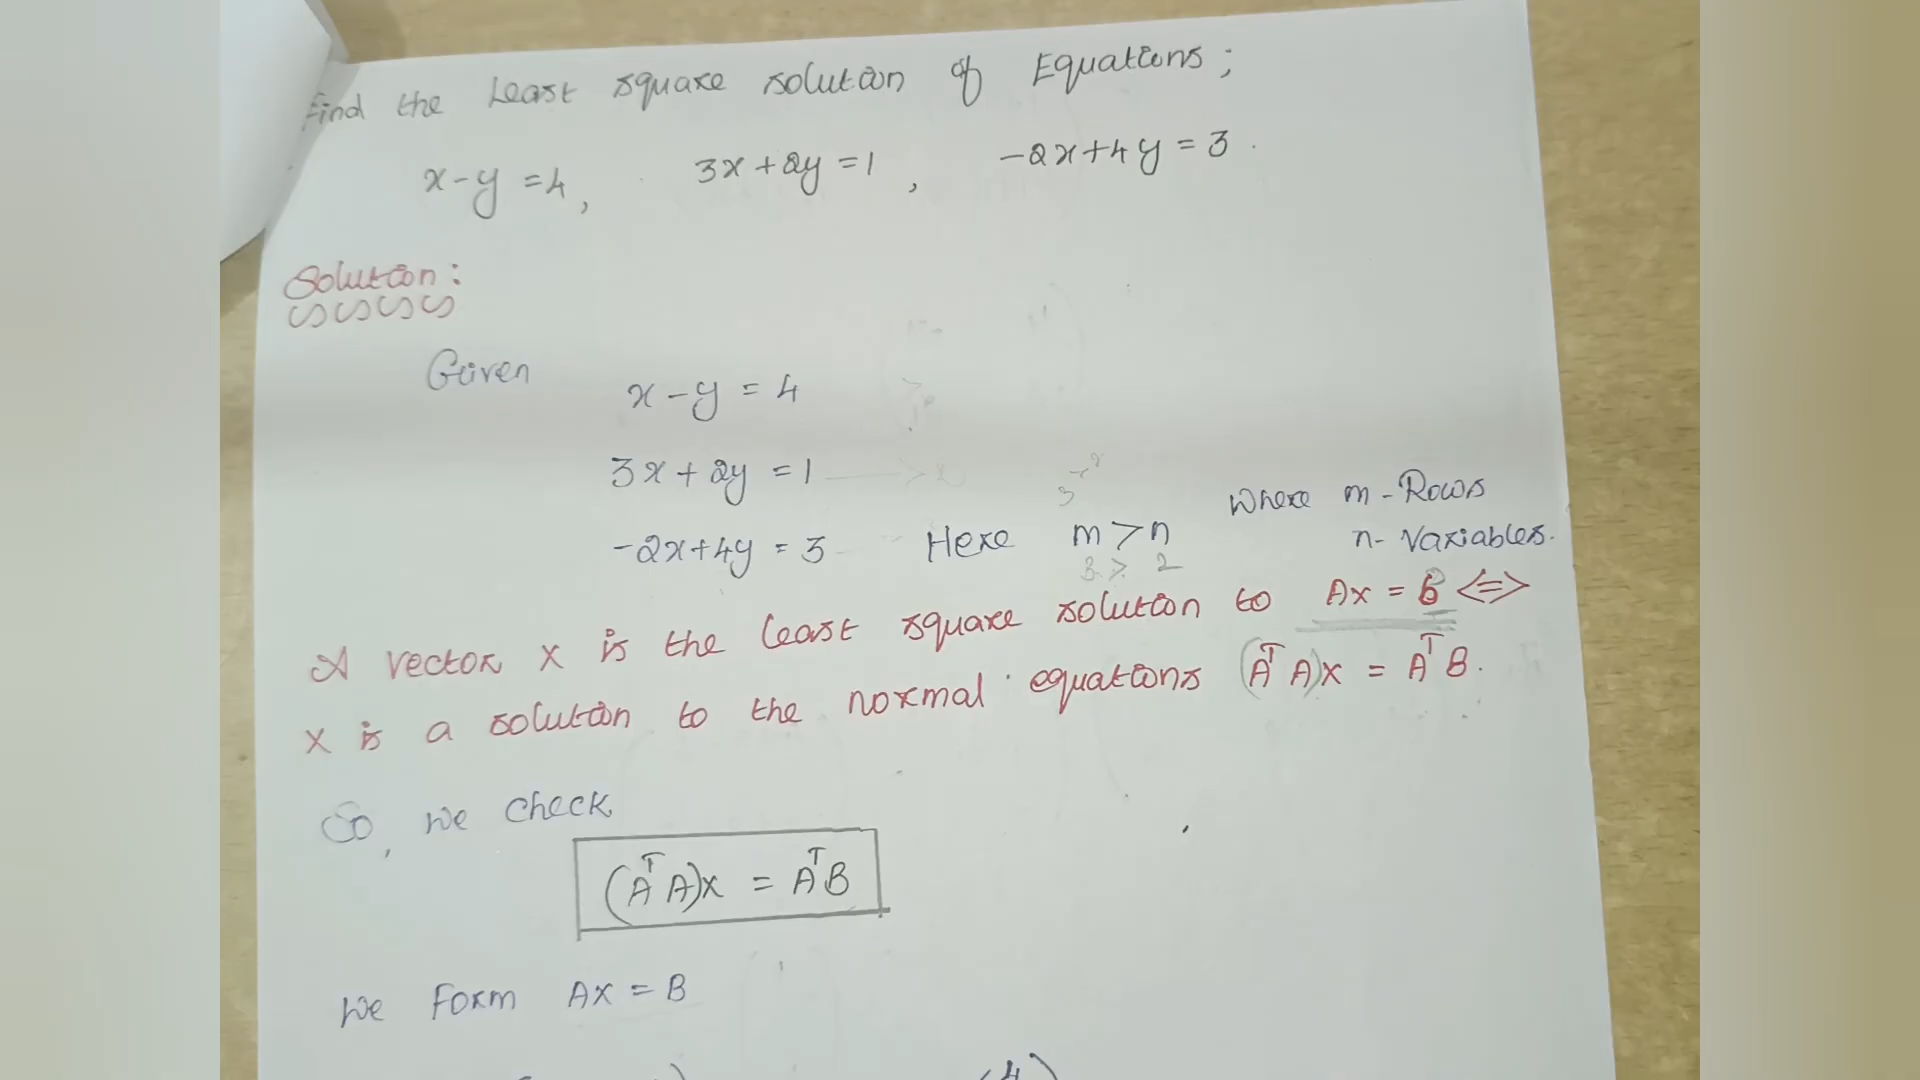 Find the Least square solution of Equations;
x-y=4, 3x+2y=1, -2x+4y=3.
Solution:
Given
x-y=4
3x+2y=1
Where m-Rows
-2x+4y=3 Here m>n n-Variables.
3 > 2
A vector x is the least square solution to Ax = B <=>
x is a solution to the normal equations (AᵀA)x = AᵀB.
So, we check
(AᵀA)x = AᵀB
We Form AX = B